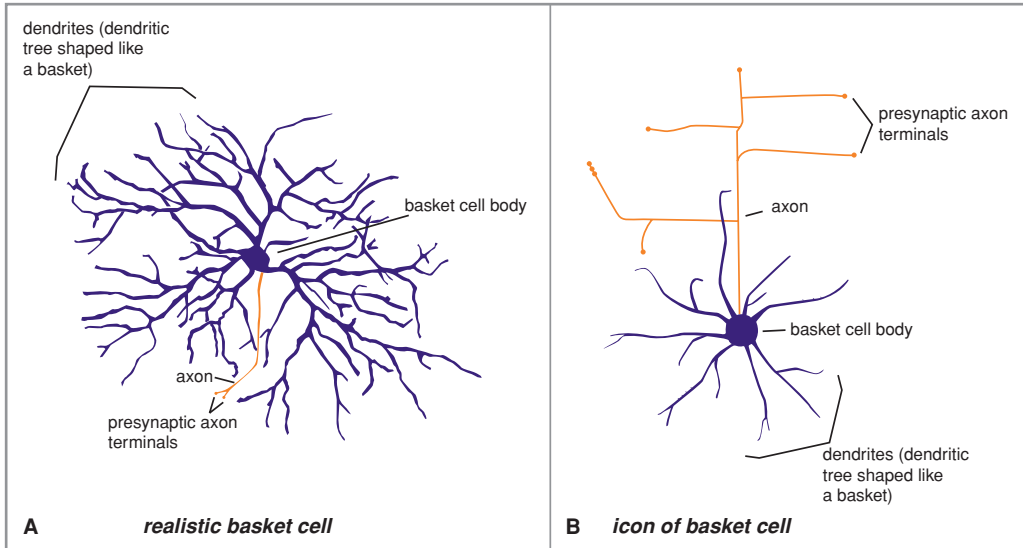 dendrites (dendritic
tree shaped like
a basket)
basket cell body
axon
presynaptic axon
terminals
A realistic basket cell
presynaptic axon
terminals
axon
basket cell body
dendrites (dendritic
tree shaped like
a basket)
B icon of basket cell